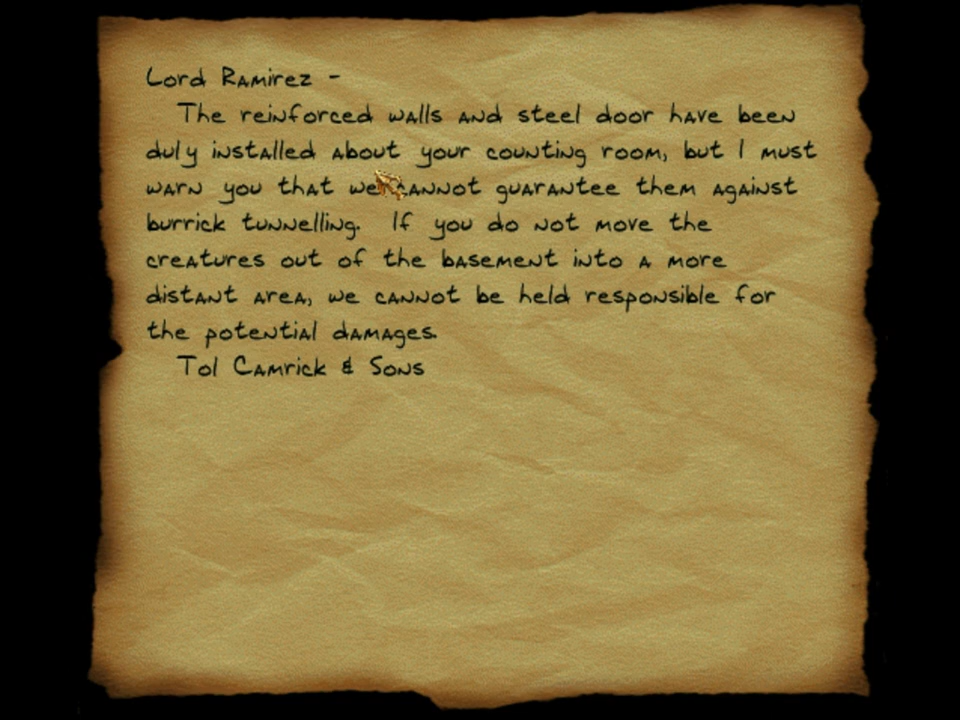 Lord Ramirez -
The reinforced walls and steel door have been
duly installed about your counting room, but I must
warn you that we cannot guarantee them against
burrick tunnelling. If you do not move the
creatures out of the basement into a more
distant area, we cannot be held responsible for
the potential damages.
Tol Camrick & Sons